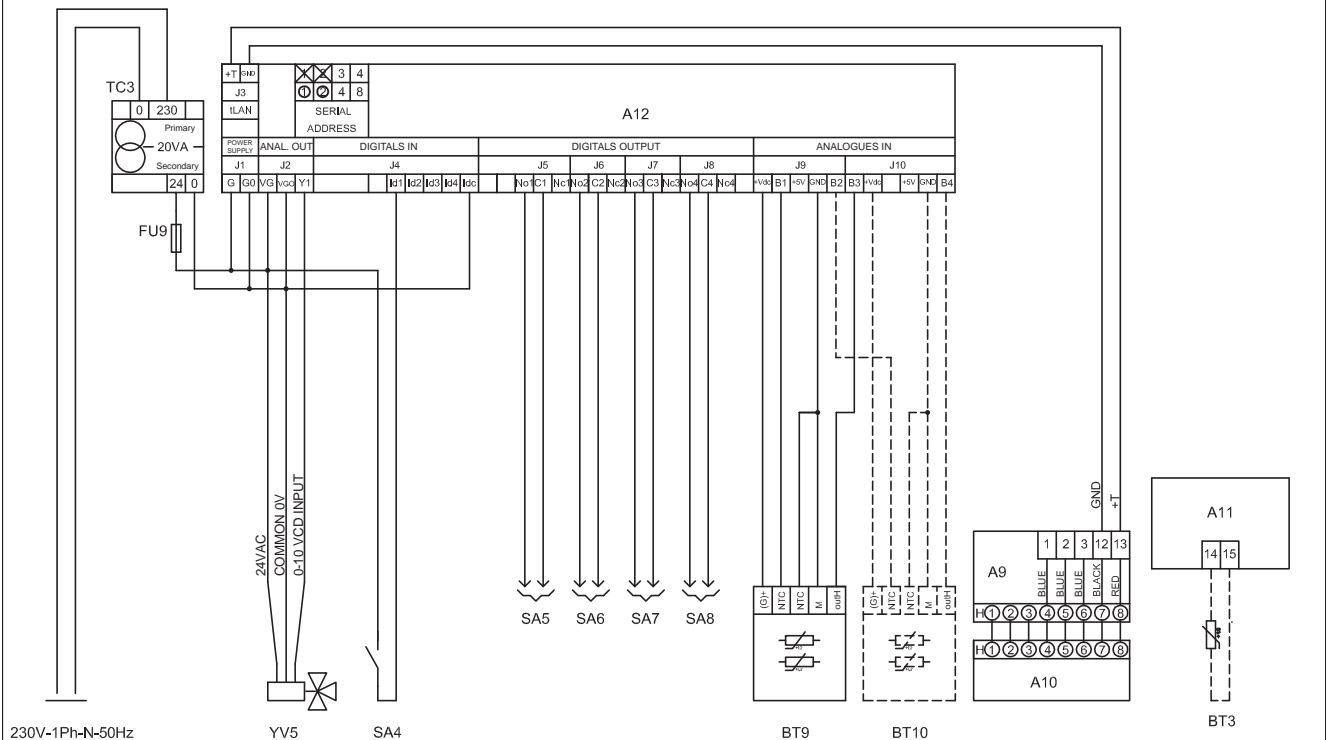 TC3
0 230
Primary
20VA
Secondary
24 0
FU9
+T GND
J3
tLAN
1 2 3 4
1 2 4 8
SERIAL
ADDRESS
A12
POWER
SUPPLY
ANAL. OUT
DIGITALS IN
DIGITALS OUTPUT
ANALOGUES IN
J1 J2 J4 J5 J6 J7 J8 J9 J10
G G0 VG VG0 Y1 Id1 Id2 Id3 Id4 Idc No1 C1 Nc1 No2 C2 Nc2 No3 C3 Nc3 No4 C4 Nc4 +Vdc B1 +5V GND B2 B3 +Vdc +5V GND B4
24VAC
COMMON 0V
0-10 VCD INPUT
SA5 SA6 SA7 SA8
(G)+ NTC NTC M outH
(G)+ NTC NTC M outH
GND
+T
A9
1 2 3 12 13
BLUE BLUE BLUE BLACK RED
H 1 2 3 4 5 6 7 8
H 1 2 3 4 5 6 7 8
A10
A11
14 15
230V-1Ph-N-50Hz
YV5
SA4
BT9
BT10
BT3